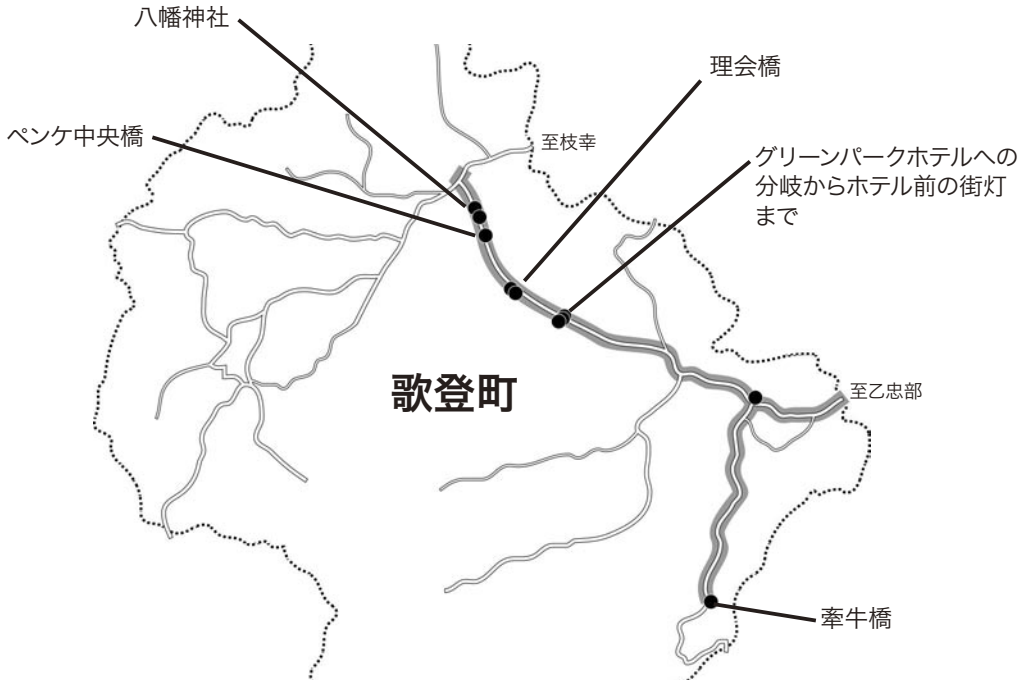 八幡神社
理会橋
ペンケ中央橋
至枝幸
グリーンパークホテルへの
分岐からホテル前の街灯
まで
歌登町
至乙忠部
牽牛橋